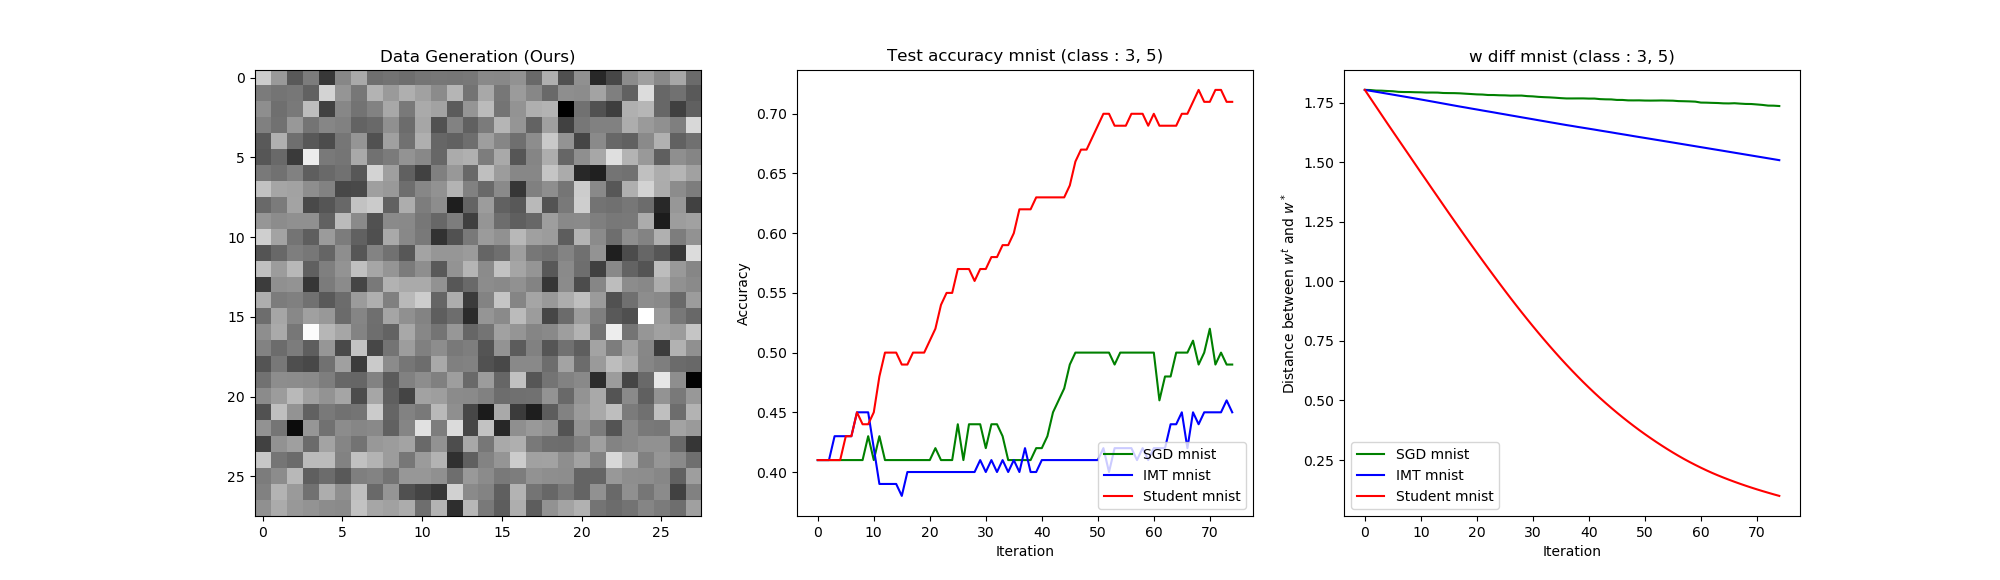 Data Generation (Ours)
0
5
10
15
20
25
0 5 10 15 20 25
Test accuracy mnist (class : 3, 5)
Accuracy
0.70
0.65
0.60
0.55
0.50
0.45
0.40
SGD mnist
IMT mnist
Student mnist
0 10 20 30 40 50 60 70
Iteration
w diff mnist (class : 3, 5)
Distance between w^t and w^*
1.75
1.50
1.25
1.00
0.75
0.50
0.25
SGD mnist
IMT mnist
Student mnist
0 10 20 30 40 50 60 70
Iteration